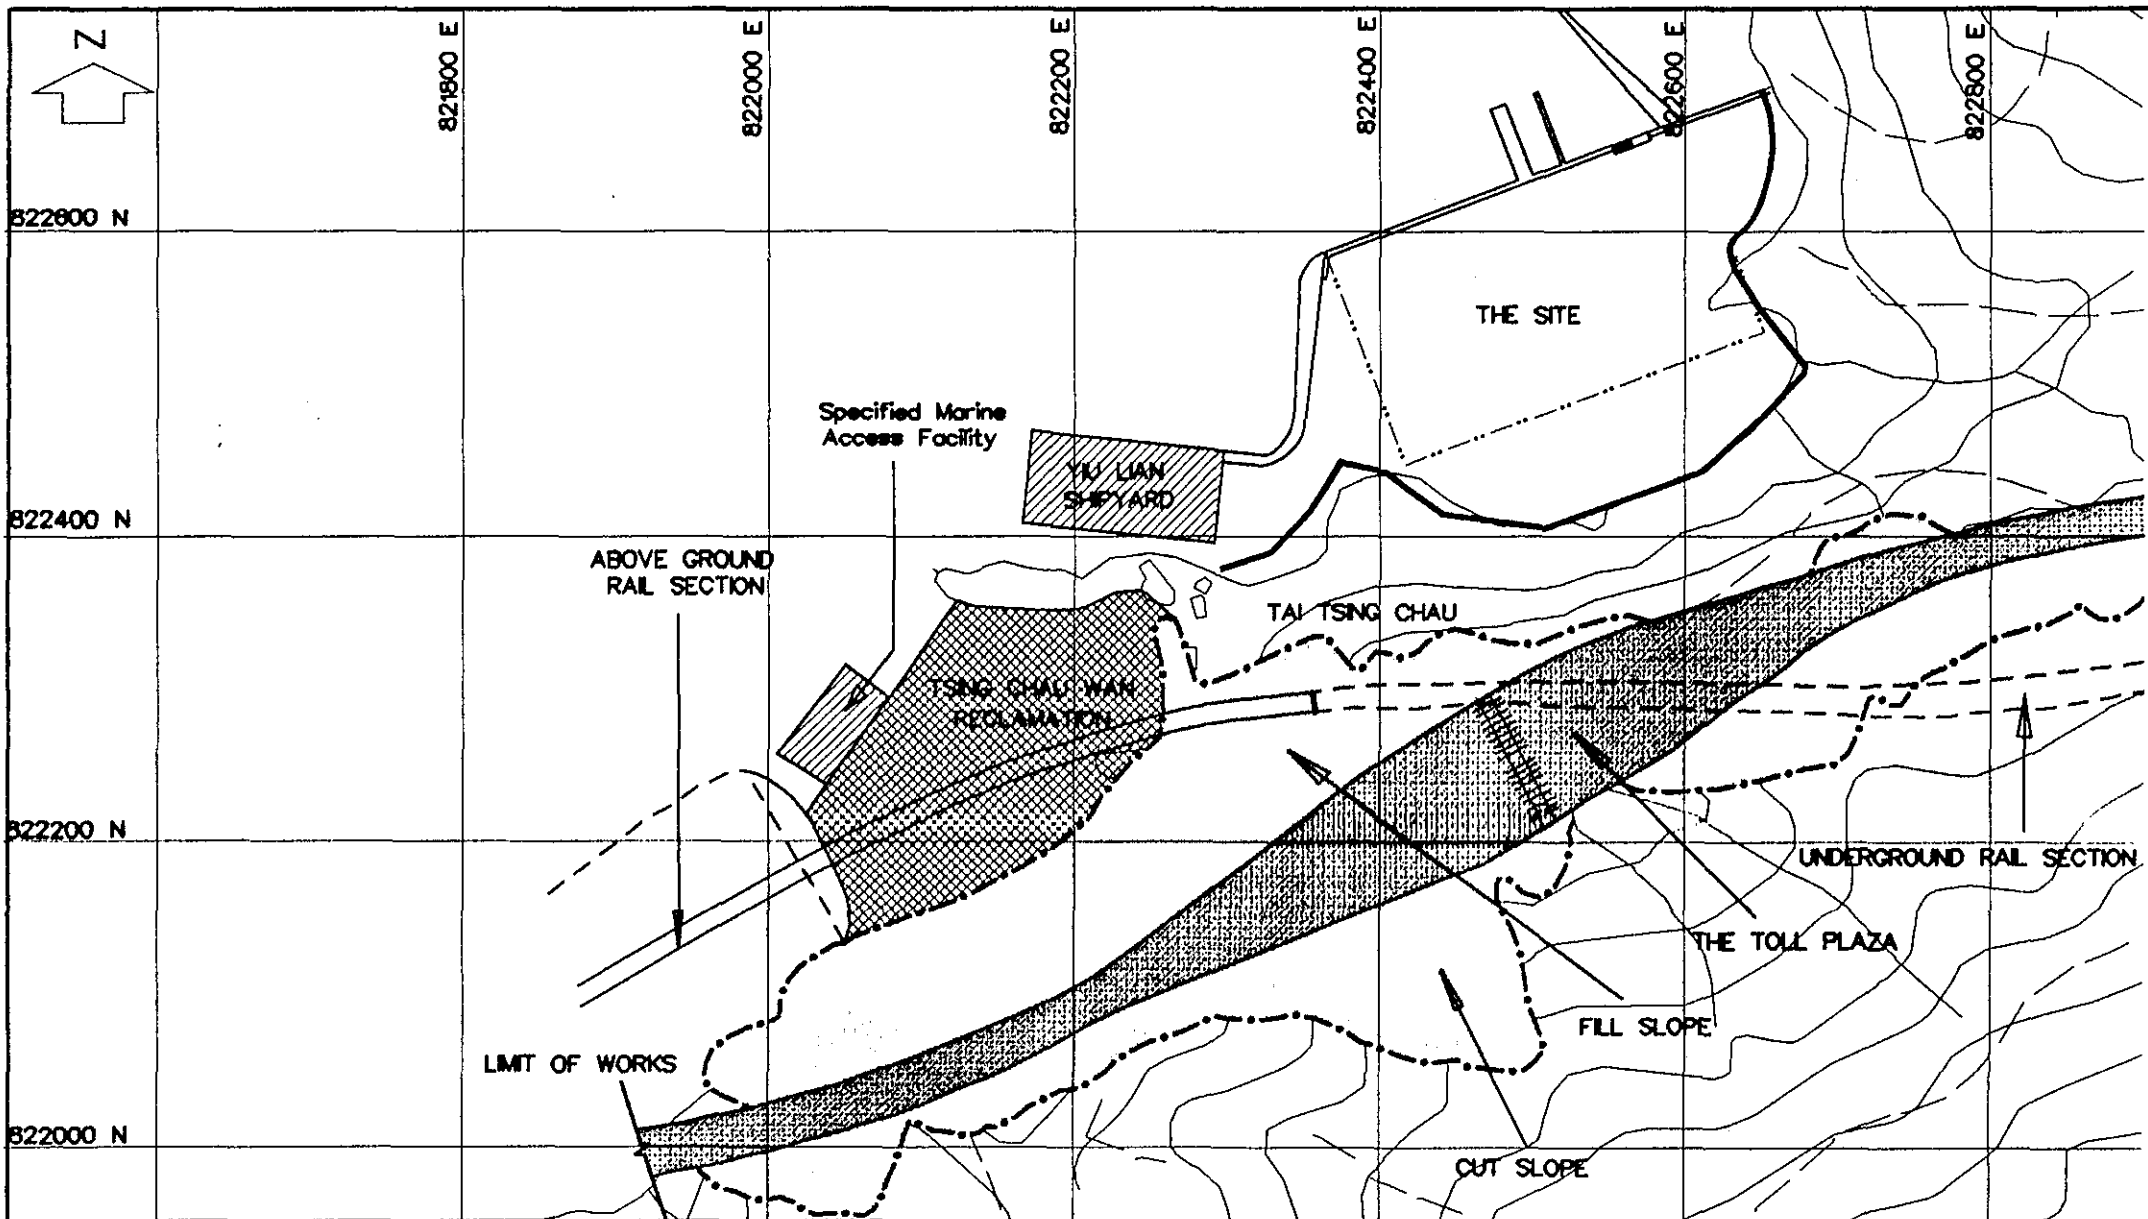 Z
821800 E
822000 E
822200 E
822400 E
822600 E
822800 E
822600 N
THE SITE
Specified Marine
Access Facility
YIU LIAN
SHIPYARD
822400 N
ABOVE GROUND
RAIL SECTION
TAI TSING CHAU
TSING CHAU WAN
RECLAMATION
822200 N
UNDERGROUND RAIL SECTION
THE TOLL PLAZA
FILL SLOPE
LIMIT OF WORKS
822000 N
CUT SLOPE